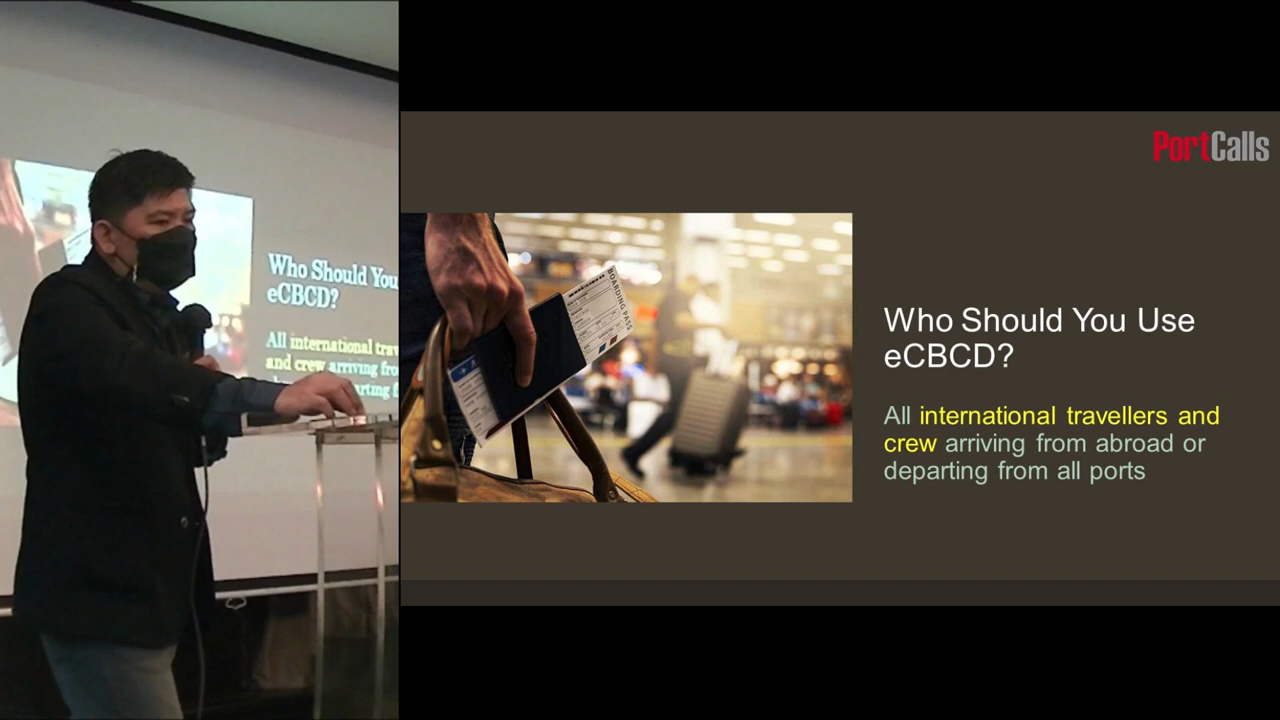 Who Should You
eCBCD?
All international trav
and crew arriving fro
PortCalls
BOARDING PASS
Who Should You Use
eCBCD?
All international travellers and
crew arriving from abroad or
departing from all ports